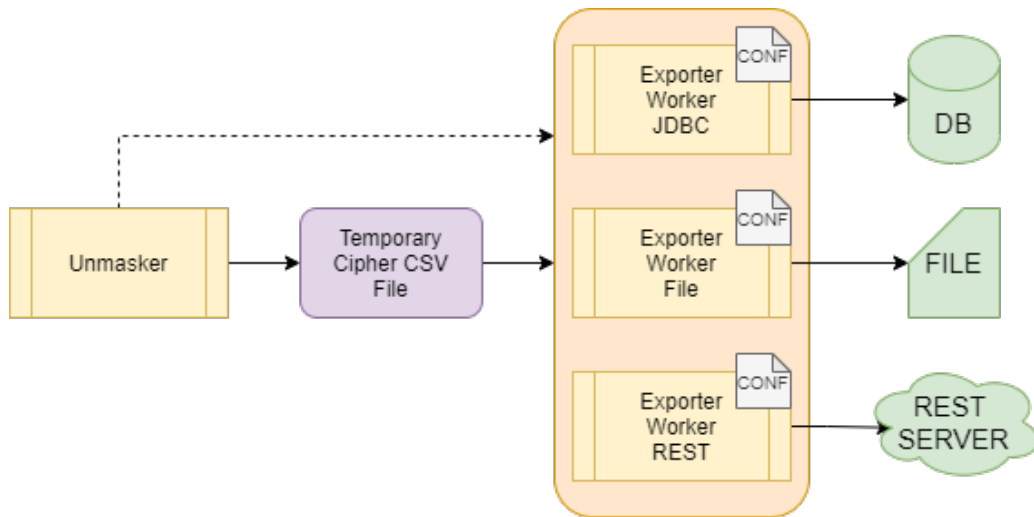 CONF
Exporter
Worker
JDBC
DB
Unmasker
Temporary
Cipher CSV
File
CONF
Exporter
Worker
File
FILE
CONF
Exporter
Worker
REST
REST
SERVER